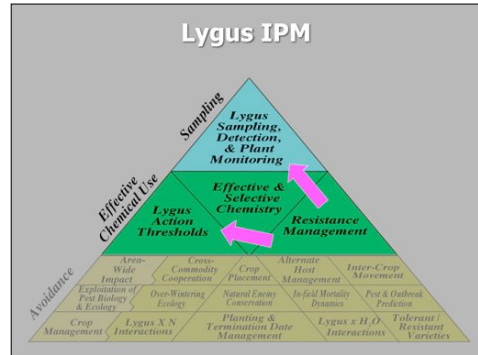 Lygus IPM
Sampling
Lygus
Sampling,
Detection,
& Plant
Monitoring
Effective
Chemical Use
Lygus
Action
Thresholds
Effective &
Selective
Chemistry
Resistance
Management
Avoidance
Area-
Wide
Impact
Cross-
Commodity
Cooperation
Crop
Placement
Alternate
Host
Management
Inter-Crop
Movement
Exploitation of
Pest Biology
& Ecology
Over-Wintering
Ecology
Natural Enemy
Conservation
In-field Mortality
Dynamics
Pest & Outbreak
Prediction
Crop
Management
Lygus X N
Interactions
Planting &
Termination Date
Management
Lygus x H2O
Interactions
Tolerant /
Resistant
Varieties